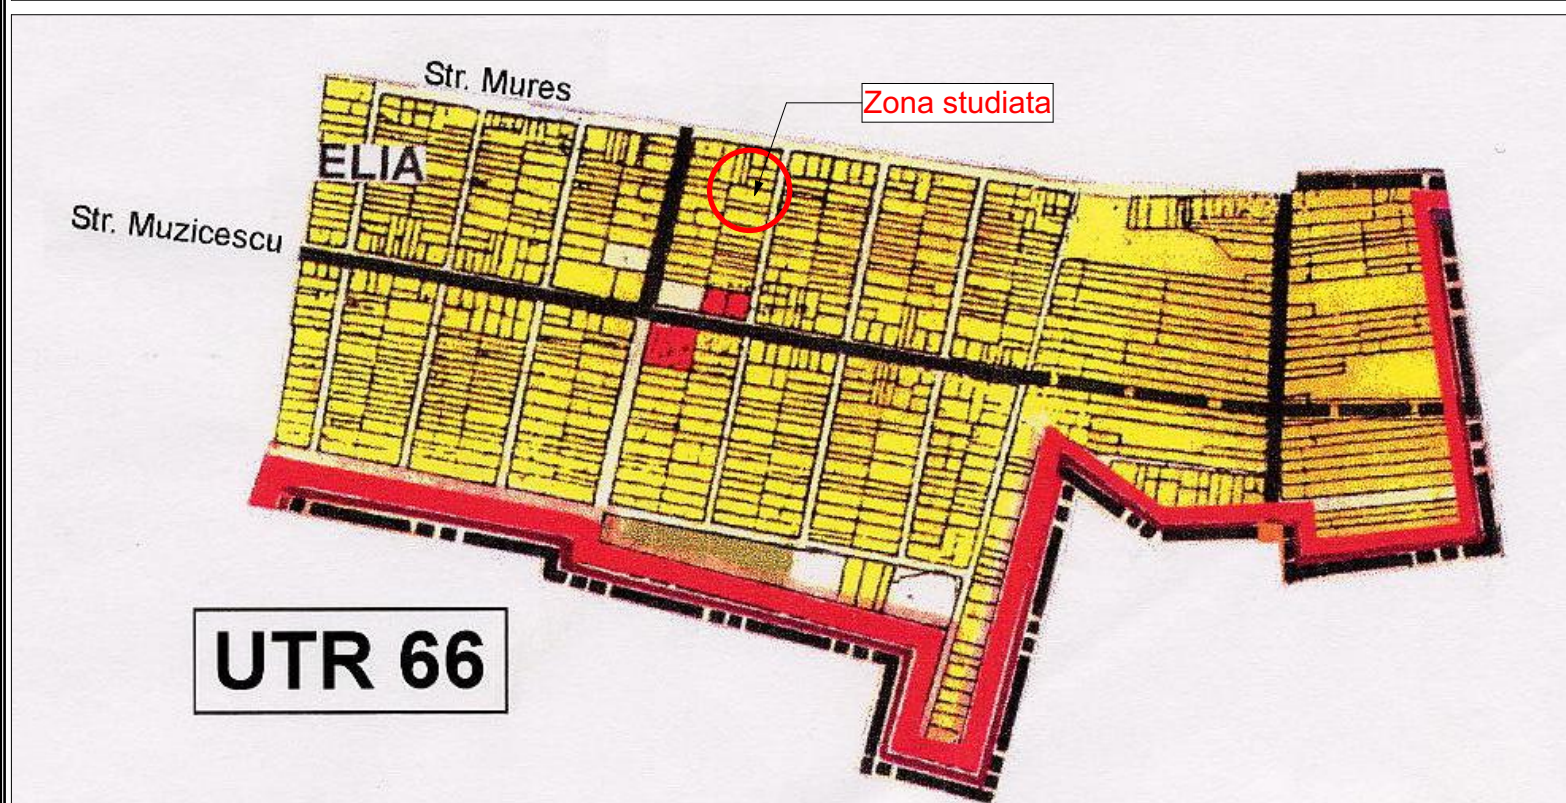 Str. Mures
Zona studiata
ELIA
Str. Muzicescu
UTR 66